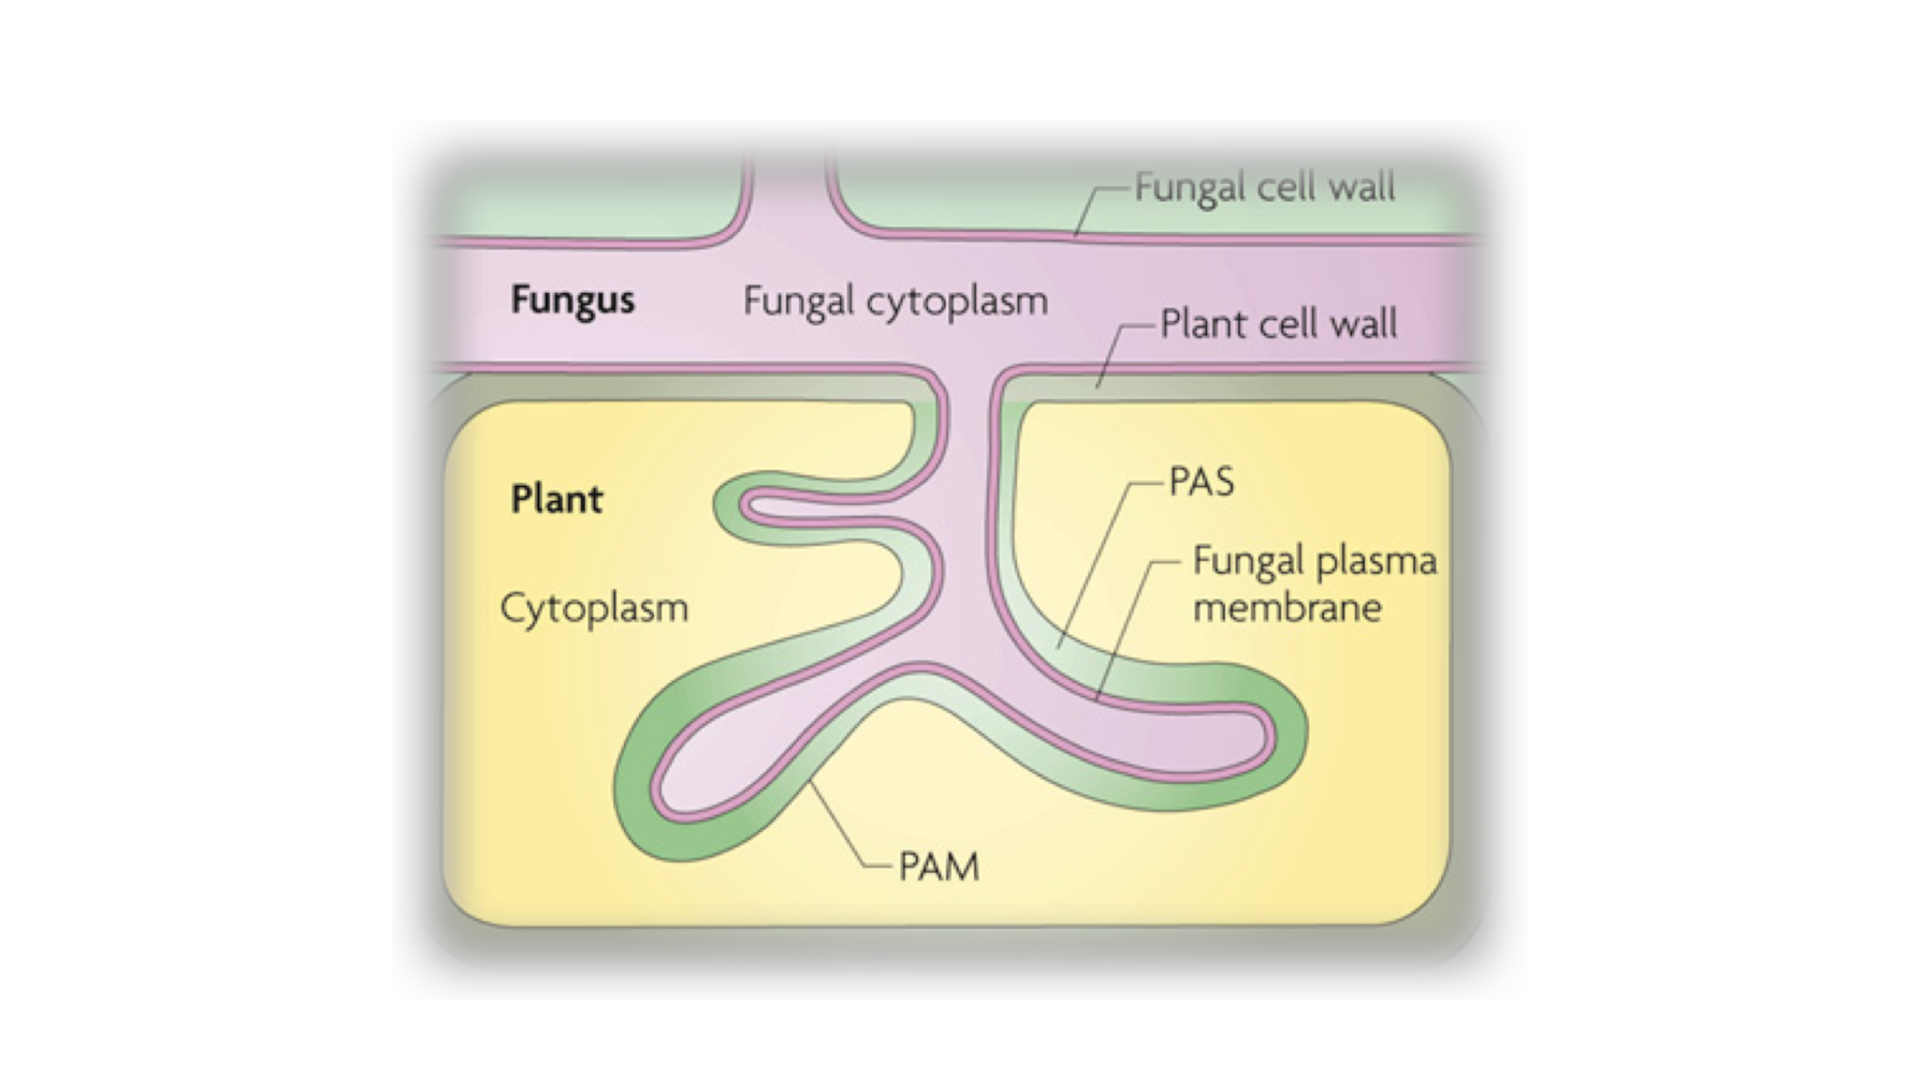 Fungal cell wall
Fungus
Fungal cytoplasm
Plant cell wall
PAS
Plant
Fungal plasma
membrane
Cytoplasm
PAM